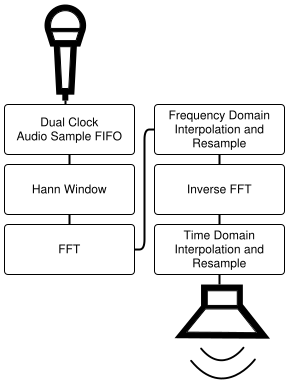 Dual Clock
Audio Sample FIFO
Hann Window
FFT
Frequency Domain
Interpolation and
Resample
Inverse FFT
Time Domain
Interpolation and
Resample